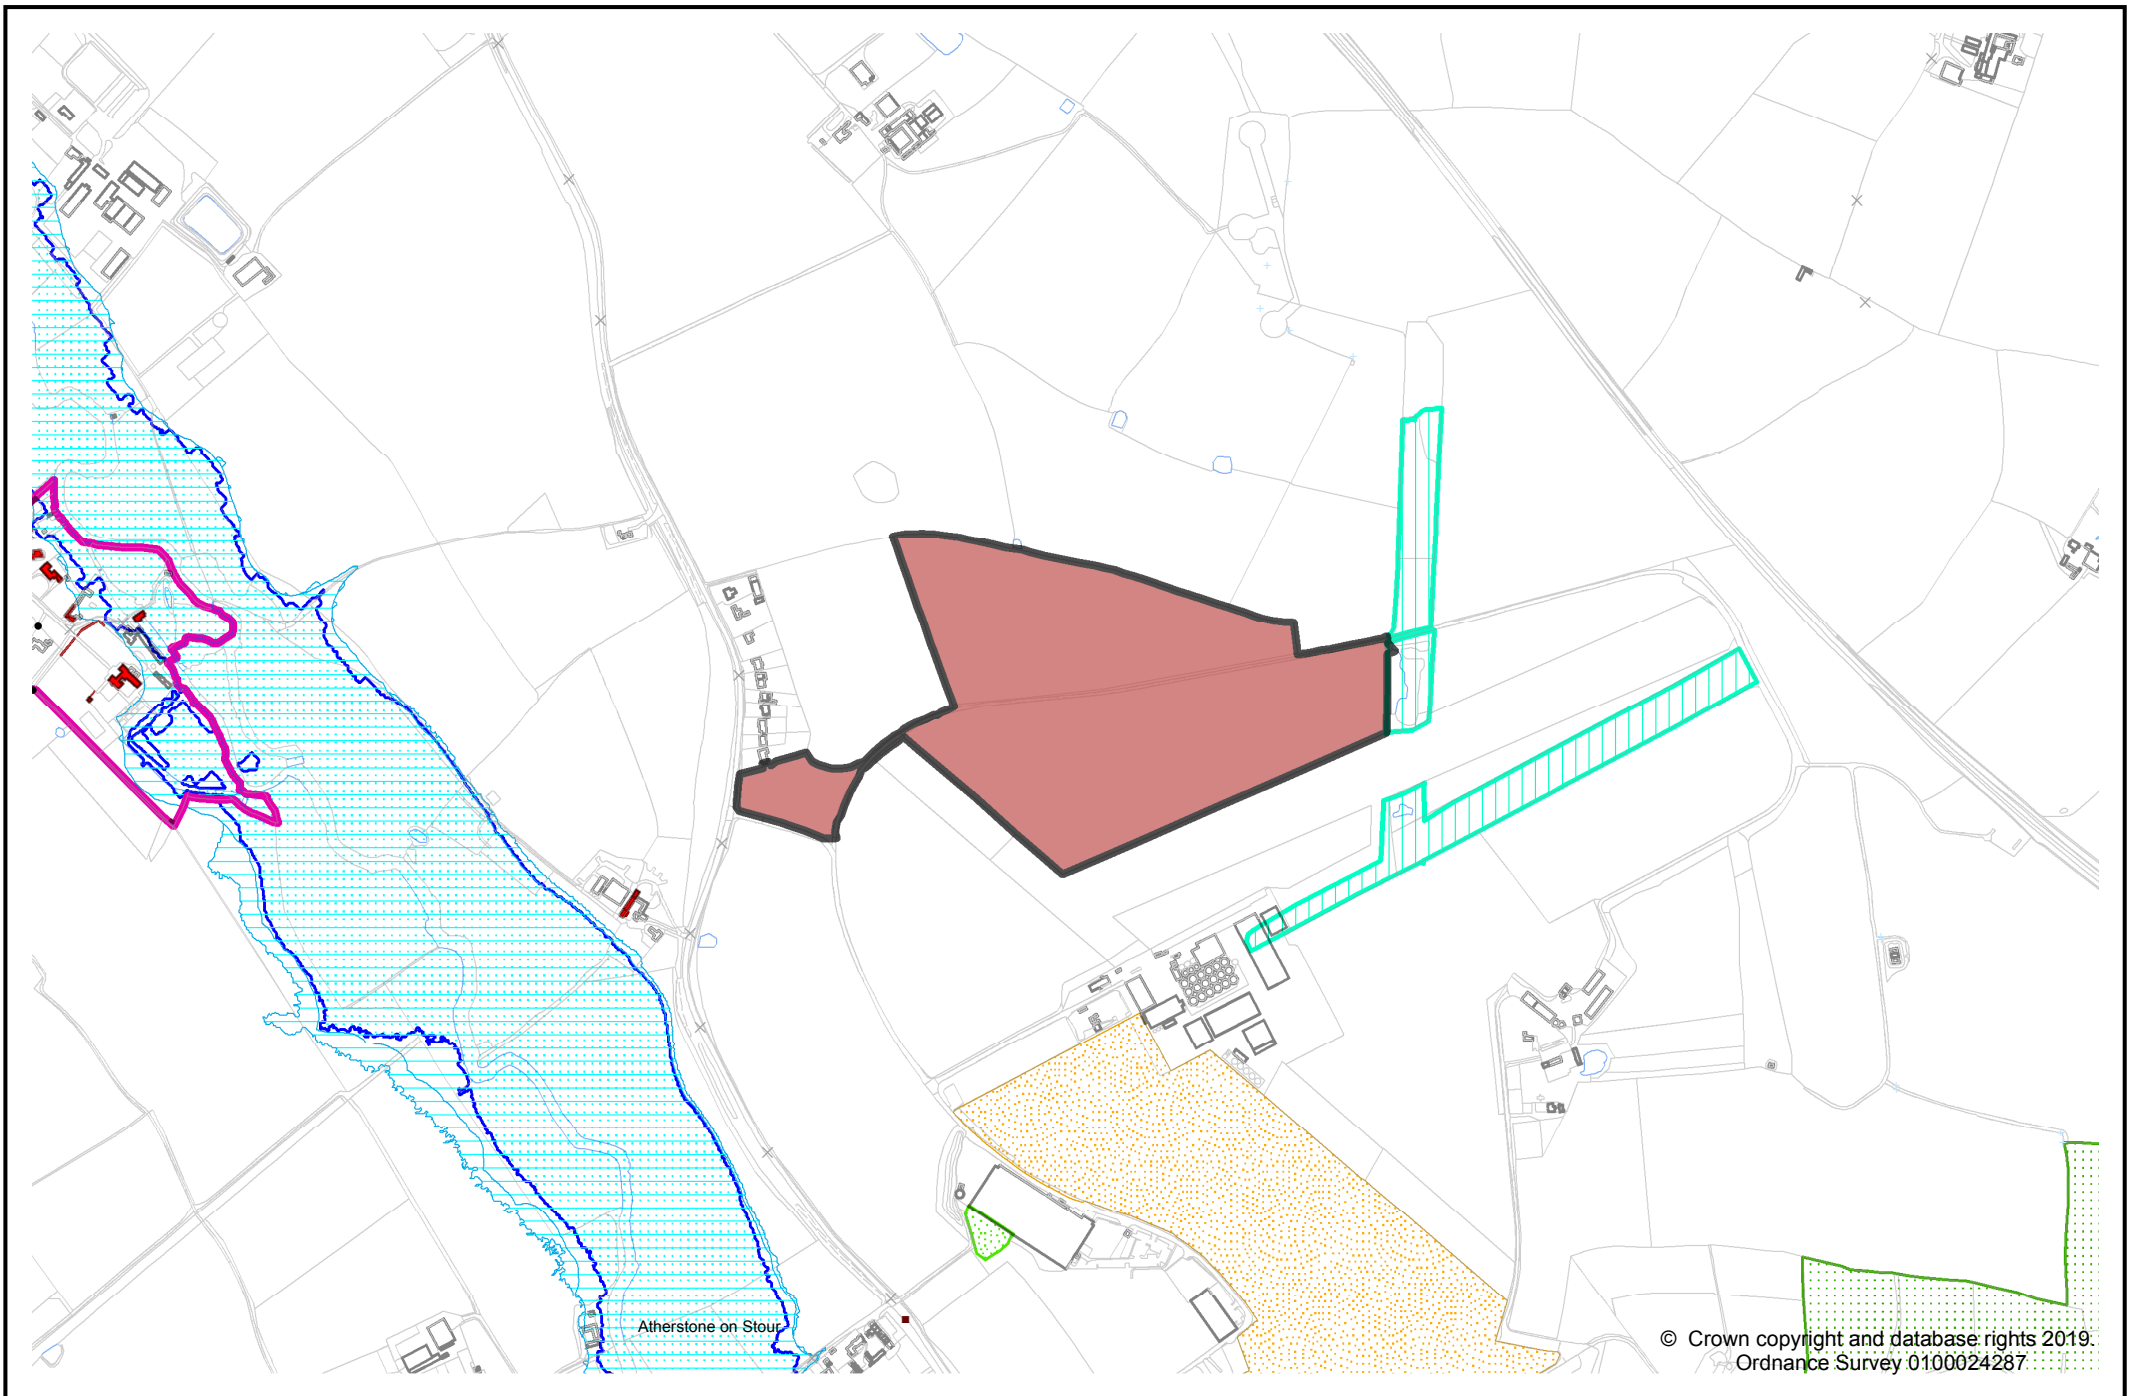 Atherstone on Stour
© Crown copyright and database rights 2019.
Ordnance Survey 0100024287